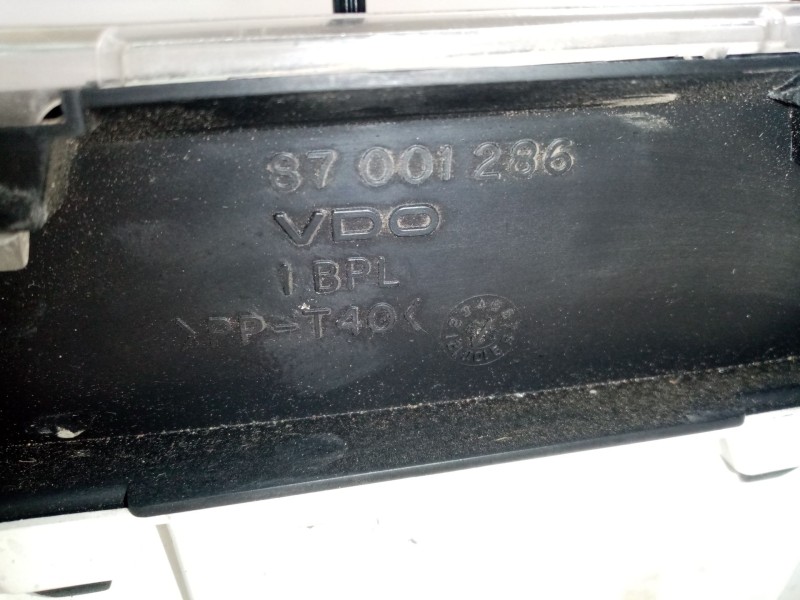 87 001 286
VDO
1 BPL
>PP-T40<